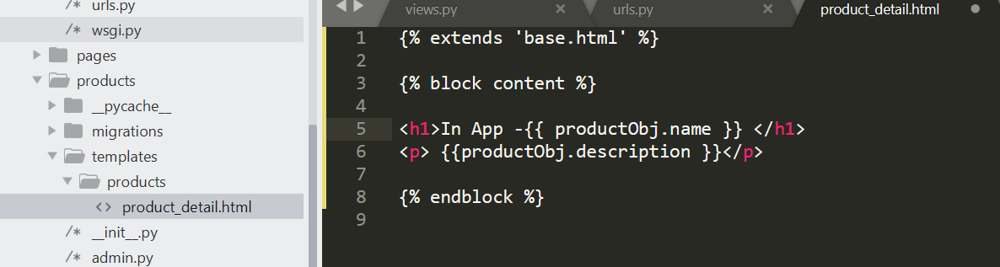 urls.py
wsgi.py
pages
products
__pycache__
migrations
templates
products
<> product_detail.html
/* __init__.py
/* admin.py
views.py × urls.py × product_detail.html
1 {% extends 'base.html' %}
2
3 {% block content %}
4
5 <h1>In App -{{ productObj.name }} </h1>
6 <p> {{productObj.description }}</p>
7
8 {% endblock %}
9